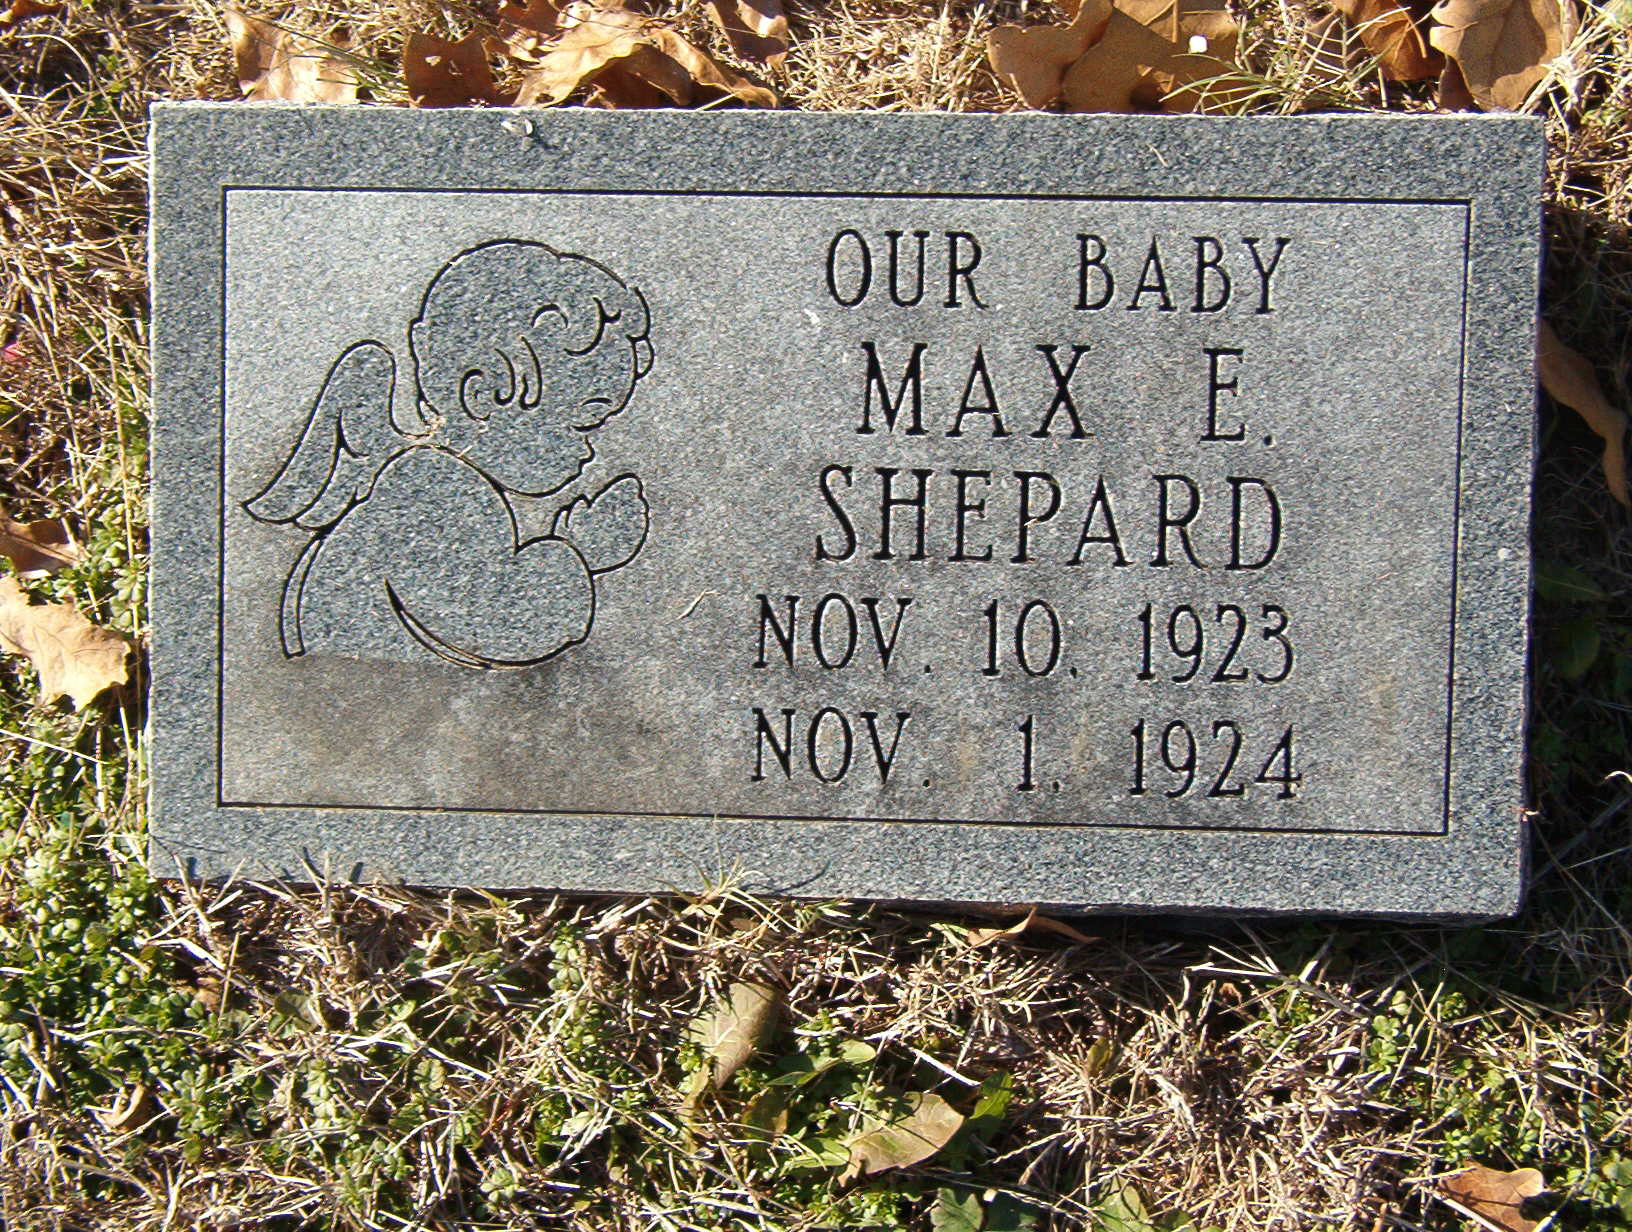 OUR BABY
MAX E.
SHEPARD
NOV. 10. 1923
NOV. 1. 1924